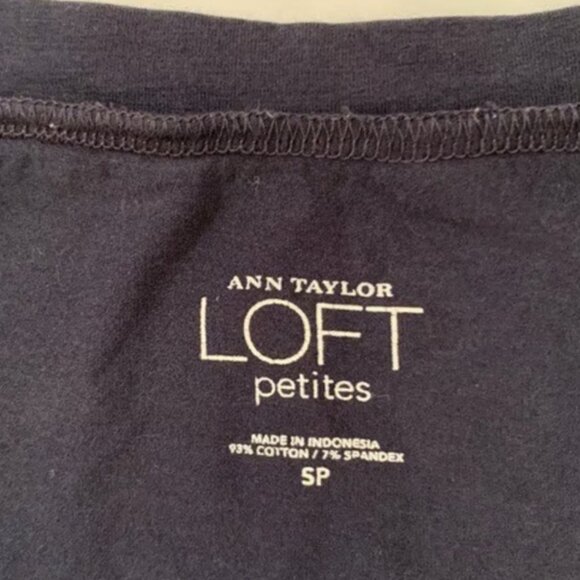 ANN TAYLOR
LOFT
petites
MADE IN INDONESIA
93% COTTON / 7% SPANDEX
SP